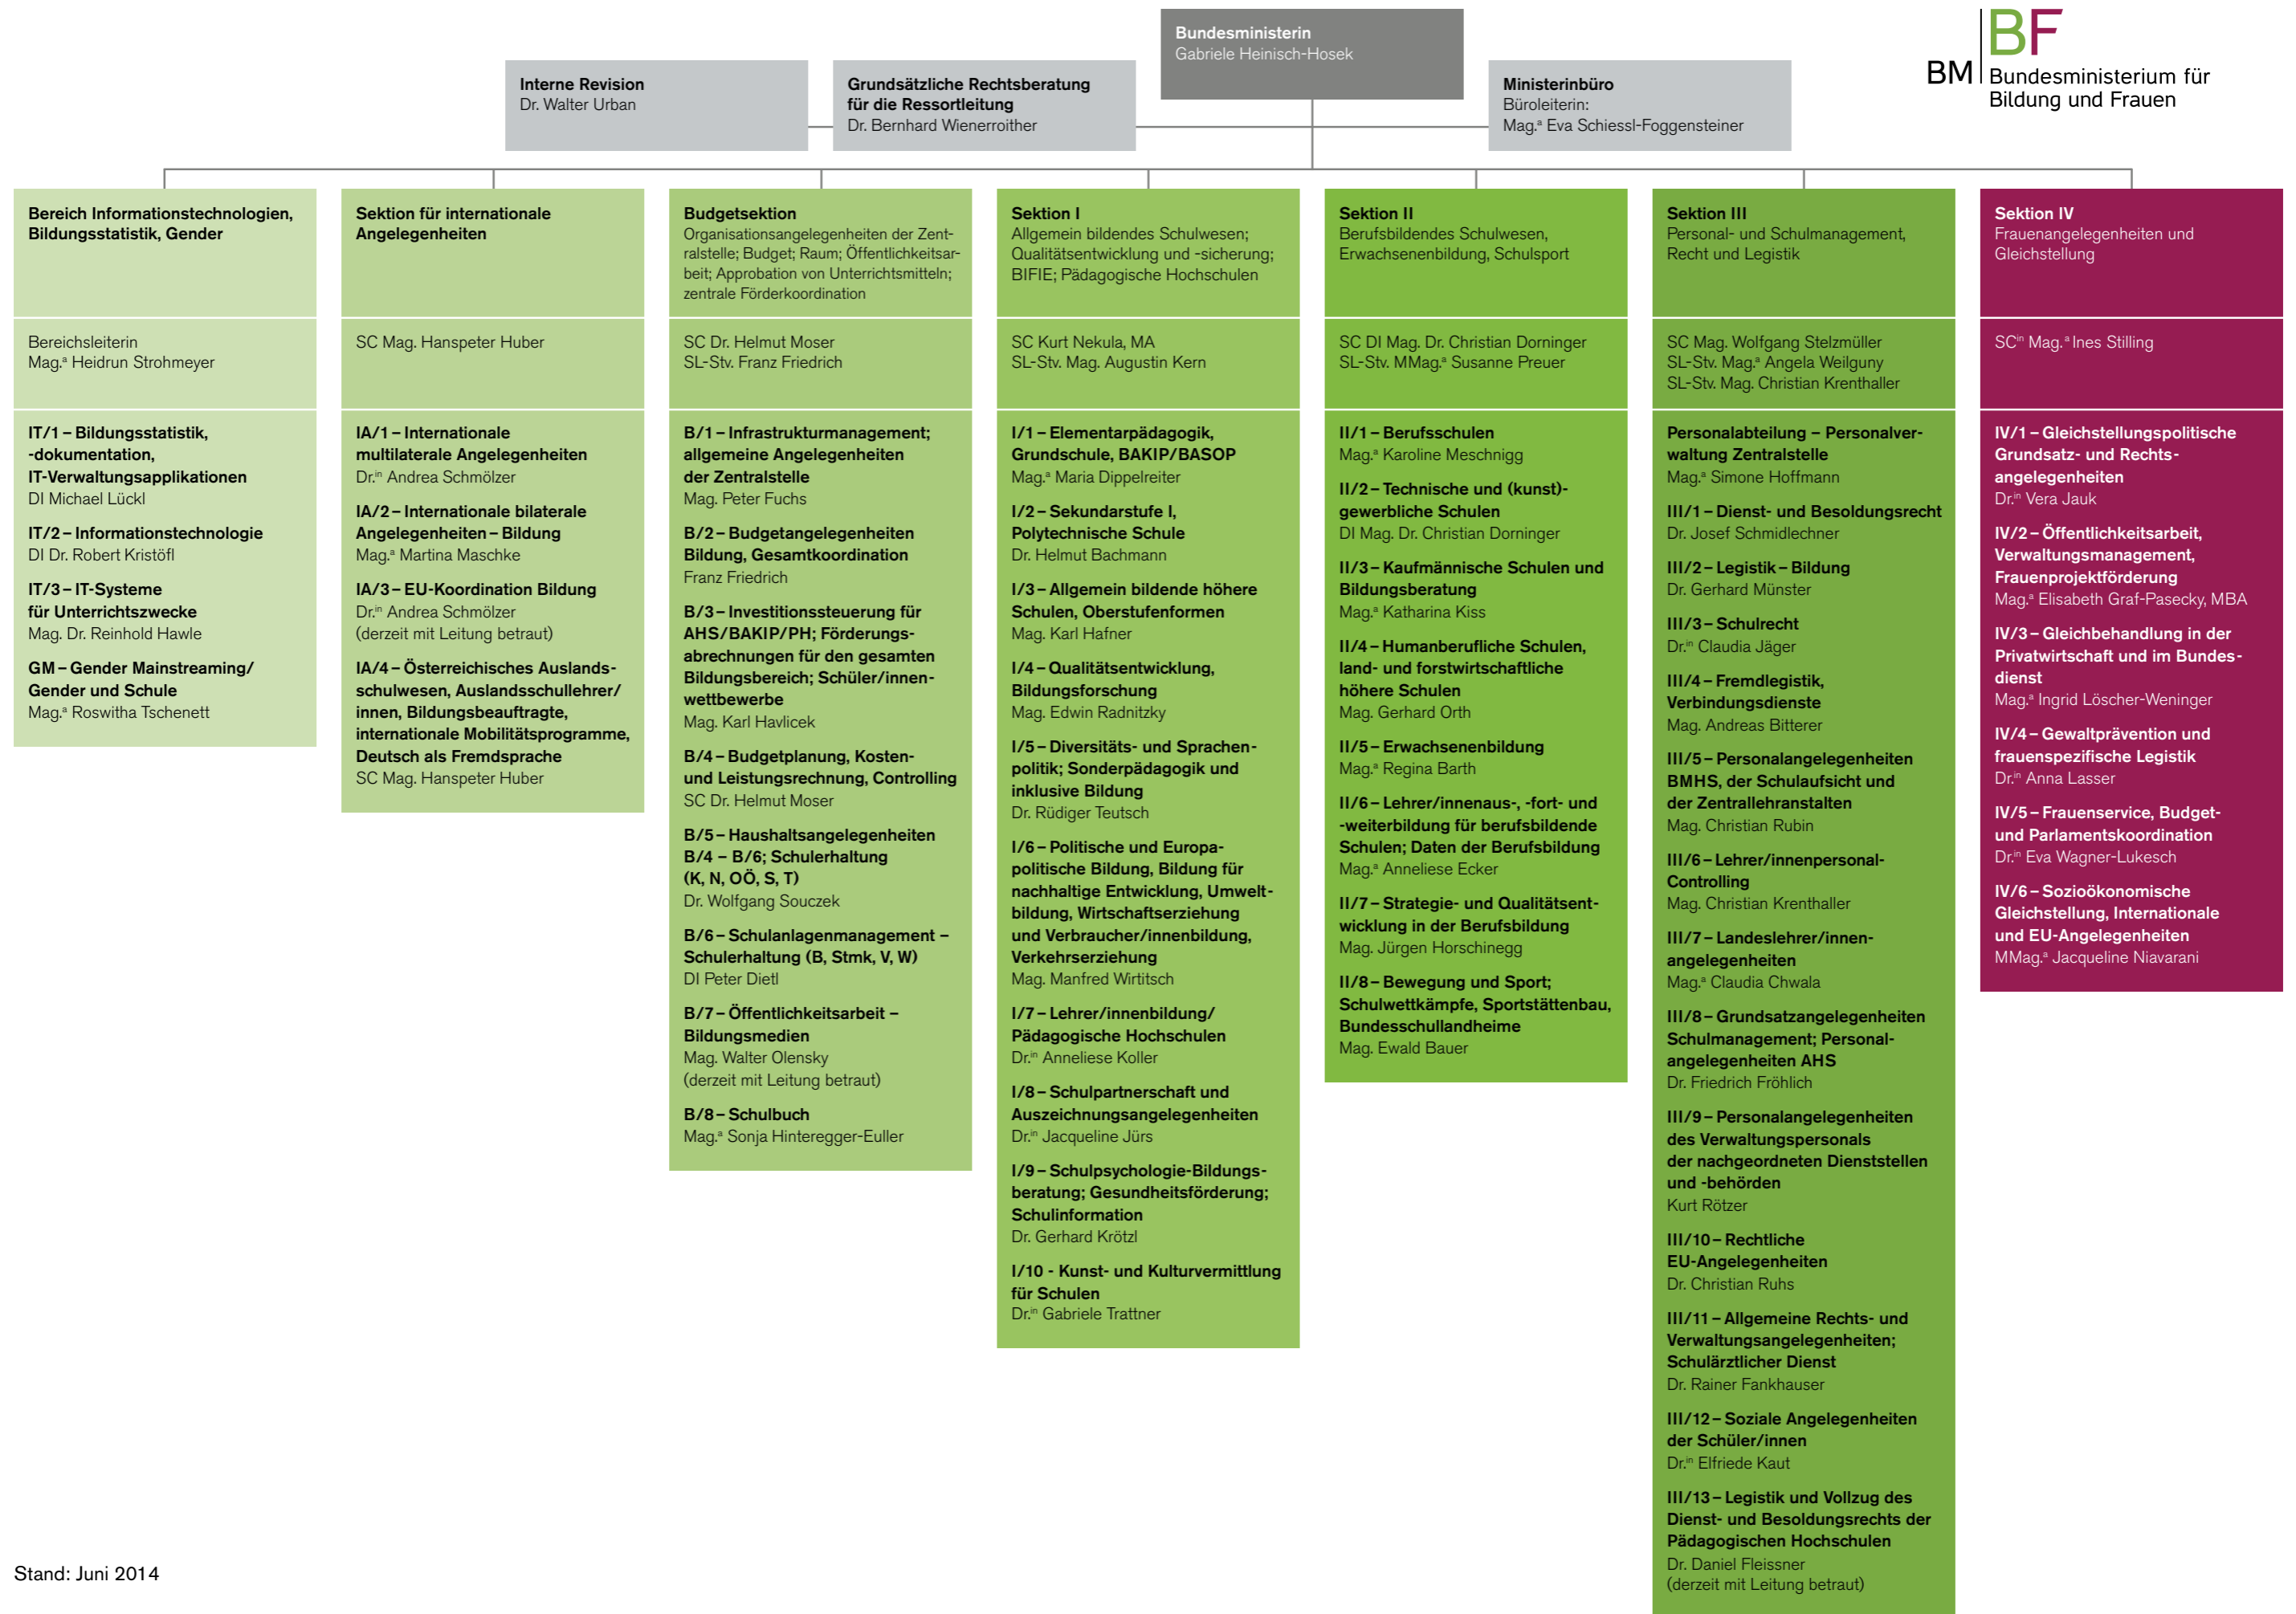 Bundesministerin
Gabriele Heinisch-Hosek
BF
BM
Bundesministerium für
Bildung und Frauen
Interne Revision
Dr. Walter Urban
Grundsätzliche Rechtsberatung
für die Ressortleitung
Dr. Bernhard Wienerroither
Ministerinbüro
Büroleiterin:
Mag.ª Eva Schiessl-Foggensteiner
Bereich Informationstechnologien,
Bildungsstatistik, Gender
Bereichsleiterin
Mag.ª Heidrun Strohmeyer
IT/1 – Bildungsstatistik,
-dokumentation,
IT-Verwaltungsapplikationen
DI Michael Lückl
IT/2 – Informationstechnologie
DI Dr. Robert Kristöfl
IT/3 – IT-Systeme
für Unterrichtszwecke
Mag. Dr. Reinhold Hawle
GM – Gender Mainstreaming/
Gender und Schule
Mag.ª Roswitha Tschenett
Sektion für internationale
Angelegenheiten
SC Mag. Hanspeter Huber
IA/1 – Internationale
multilaterale Angelegenheiten
Dr.ⁱⁿ Andrea Schmölzer
IA/2 – Internationale bilaterale
Angelegenheiten – Bildung
Mag.ª Martina Maschke
IA/3 – EU-Koordination Bildung
Dr.ⁱⁿ Andrea Schmölzer
(derzeit mit Leitung betraut)
IA/4 – Österreichisches Auslands-
schulwesen, Auslandsschullehrer/
innen, Bildungsbeauftragte,
internationale Mobilitätsprogramme,
Deutsch als Fremdsprache
SC Mag. Hanspeter Huber
Budgetsektion
Organisationsangelegenheiten der Zent-
ralstelle; Budget; Raum; Öffentlichkeitsar-
beit; Approbation von Unterrichtsmitteln;
zentrale Förderkoordination
SC Dr. Helmut Moser
SL-Stv. Franz Friedrich
B/1 – Infrastrukturmanagement;
allgemeine Angelegenheiten
der Zentralstelle
Mag. Peter Fuchs
B/2 – Budgetangelegenheiten
Bildung, Gesamtkoordination
Franz Friedrich
B/3 – Investitionssteuerung für
AHS/BAKIP/PH; Förderungs-
abrechnungen für den gesamten
Bildungsbereich; Schüler/innen-
wettbewerbe
Mag. Karl Havlicek
B/4 – Budgetplanung, Kosten-
und Leistungsrechnung, Controlling
SC Dr. Helmut Moser
B/5 – Haushaltsangelegenheiten
B/4 – B/6; Schulerhaltung
(K, N, OÖ, S, T)
Dr. Wolfgang Souczek
B/6 – Schulanlagenmanagement –
Schulerhaltung (B, Stmk, V, W)
DI Peter Dietl
B/7 – Öffentlichkeitsarbeit –
Bildungsmedien
Mag. Walter Olensky
(derzeit mit Leitung betraut)
B/8 – Schulbuch
Mag.ª Sonja Hinteregger-Euller
Sektion I
Allgemein bildendes Schulwesen;
Qualitätsentwicklung und -sicherung;
BIFIE; Pädagogische Hochschulen
SC Kurt Nekula, MA
SL-Stv. Mag. Augustin Kern
I/1 – Elementarpädagogik,
Grundschule, BAKIP/BASOP
Mag.ª Maria Dippelreiter
I/2 – Sekundarstufe I,
Polytechnische Schule
Dr. Helmut Bachmann
I/3 – Allgemein bildende höhere
Schulen, Oberstufenformen
Mag. Karl Hafner
I/4 – Qualitätsentwicklung,
Bildungsforschung
Mag. Edwin Radnitzky
I/5 – Diversitäts- und Sprachen-
politik; Sonderpädagogik und
inklusive Bildung
Dr. Rüdiger Teutsch
I/6 – Politische und Europa-
politische Bildung, Bildung für
nachhaltige Entwicklung, Umwelt-
bildung, Wirtschaftserziehung
und Verbraucher/innenbildung,
Verkehrserziehung
Mag. Manfred Wirtitsch
I/7 – Lehrer/innenbildung/
Pädagogische Hochschulen
Dr.ⁱⁿ Anneliese Koller
I/8 – Schulpartnerschaft und
Auszeichnungsangelegenheiten
Dr.ⁱⁿ Jacqueline Jürs
I/9 – Schulpsychologie-Bildungs-
beratung; Gesundheitsförderung;
Schulinformation
Dr. Gerhard Krötzl
I/10 - Kunst- und Kulturvermittlung
für Schulen
Dr.ⁱⁿ Gabriele Trattner
Sektion II
Berufsbildendes Schulwesen,
Erwachsenenbildung, Schulsport
SC DI Mag. Dr. Christian Dorninger
SL-Stv. MMag.ª Susanne Preuer
II/1 – Berufsschulen
Mag.ª Karoline Meschnigg
II/2 – Technische und (kunst)-
gewerbliche Schulen
DI Mag. Dr. Christian Dorninger
II/3 – Kaufmännische Schulen und
Bildungsberatung
Mag.ª Katharina Kiss
II/4 – Humanberufliche Schulen,
land- und forstwirtschaftliche
höhere Schulen
Mag. Gerhard Orth
II/5 – Erwachsenenbildung
Mag.ª Regina Barth
II/6 – Lehrer/innenaus-, -fort- und
-weiterbildung für berufsbildende
Schulen; Daten der Berufsbildung
Mag.ª Anneliese Ecker
II/7 – Strategie- und Qualitätsent-
wicklung in der Berufsbildung
Mag. Jürgen Horschinegg
II/8 – Bewegung und Sport;
Schulwettkämpfe, Sportstättenbau,
Bundesschullandheime
Mag. Ewald Bauer
Sektion III
Personal- und Schulmanagement,
Recht und Legistik
SC Mag. Wolfgang Stelzmüller
SL-Stv. Mag.ª Angela Weilguny
SL-Stv. Mag. Christian Krenthaller
Personalabteilung – Personalver-
waltung Zentralstelle
Mag.ª Simone Hoffmann
III/1 – Dienst- und Besoldungsrecht
Dr. Josef Schmidlechner
III/2 – Legistik – Bildung
Dr. Gerhard Münster
III/3 – Schulrecht
Dr.ⁱⁿ Claudia Jäger
III/4 – Fremdlegistik,
Verbindungsdienste
Mag. Andreas Bitterer
III/5 – Personalangelegenheiten
BMHS, der Schulaufsicht und
der Zentrallehranstalten
Mag. Christian Rubin
III/6 – Lehrer/innenpersonal-
Controlling
Mag. Christian Krenthaller
III/7 – Landeslehrer/innen-
angelegenheiten
Mag.ª Claudia Chwala
III/8 – Grundsatzangelegenheiten
Schulmanagement; Personal-
angelegenheiten AHS
Dr. Friedrich Fröhlich
III/9 – Personalangelegenheiten
des Verwaltungspersonals
der nachgeordneten Dienststellen
und -behörden
Kurt Rötzer
III/10 – Rechtliche
EU-Angelegenheiten
Dr. Christian Ruhs
III/11 – Allgemeine Rechts- und
Verwaltungsangelegenheiten;
Schulärztlicher Dienst
Dr. Rainer Fankhauser
III/12 – Soziale Angelegenheiten
der Schüler/innen
Dr.ⁱⁿ Elfriede Kaut
III/13 – Legistik und Vollzug des
Dienst- und Besoldungsrechts der
Pädagogischen Hochschulen
Dr. Daniel Fleissner
(derzeit mit Leitung betraut)
Sektion IV
Frauenangelegenheiten und
Gleichstellung
SCⁱⁿ Mag.ª Ines Stilling
IV/1 – Gleichstellungspolitische
Grundsatz- und Rechts-
angelegenheiten
Dr.ⁱⁿ Vera Jauk
IV/2 – Öffentlichkeitsarbeit,
Verwaltungsmanagement,
Frauenprojektförderung
Mag.ª Elisabeth Graf-Pasecky, MBA
IV/3 – Gleichbehandlung in der
Privatwirtschaft und im Bundes-
dienst
Mag.ª Ingrid Löscher-Weninger
IV/4 – Gewaltprävention und
frauenspezifische Legistik
Dr.ⁱⁿ Anna Lasser
IV/5 – Frauenservice, Budget-
und Parlamentskoordination
Dr.ⁱⁿ Eva Wagner-Lukesch
IV/6 – Sozioökonomische
Gleichstellung, Internationale
und EU-Angelegenheiten
MMag.ª Jacqueline Niavarani
Stand: Juni 2014